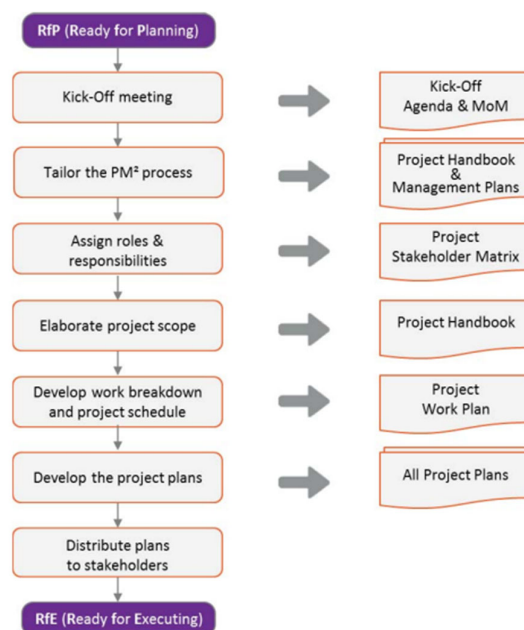 RfP (Ready for Planning)
Kick-Off meeting
Kick-Off
Agenda & MoM
Tailor the PM² process
Project Handbook
&
Management Plans
Assign roles &
responsibilities
Project
Stakeholder Matrix
Elaborate project scope
Project Handbook
Develop work breakdown
and project schedule
Project
Work Plan
Develop the project plans
All Project Plans
Distribute plans
to stakeholders
RfE (Ready for Executing)